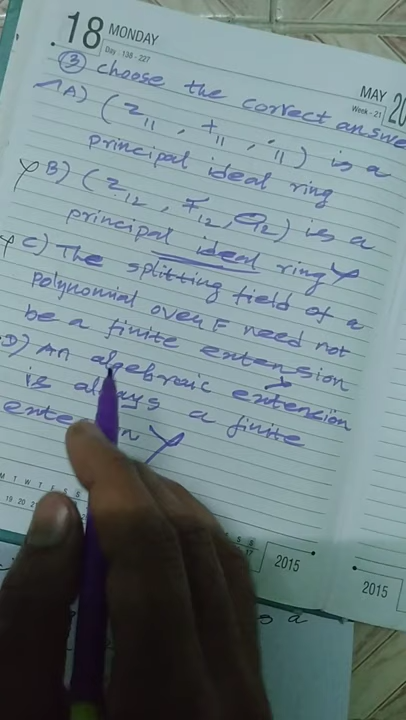 18 MONDAY
Day - 138 - 227
MAY 20
Week - 21
③ choose the correct answe
A) (Z₁₁, +₁₁, ·₁₁) is a
principal ideal ring
B) (Z₁₂, +₁₂, ⊙₁₂) is a
principal ideal ring
C) The splitting field of a
polynomial over F need not
be a finite extension
D) An algebraic extension
is always a finite
M T W T F S S
2015
2015